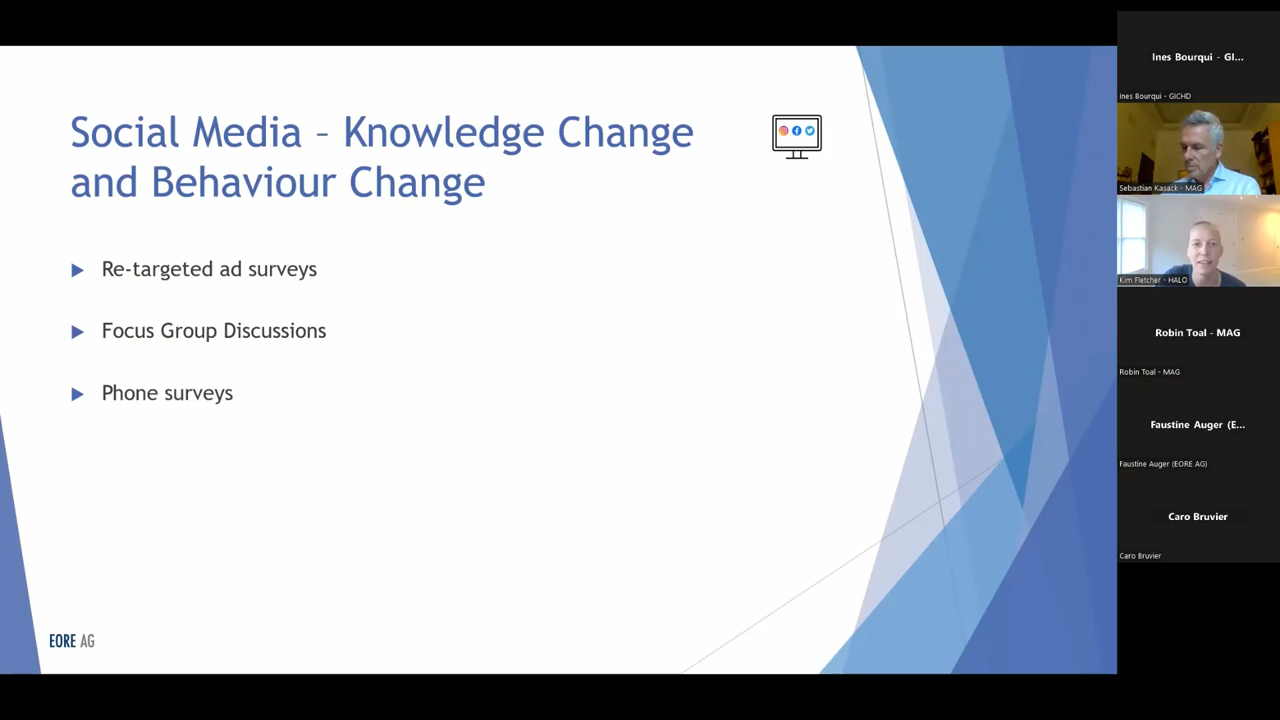 Social Media – Knowledge Change
and Behaviour Change
Re-targeted ad surveys
Focus Group Discussions
Phone surveys
EORE AG
Ines Bourqui - GI...
Ines Bourqui - GICHD
Sebastian Kasack - MAG
Kim Fletcher - HALO
Robin Toal - MAG
Robin Toal - MAG
Faustine Auger (E...
Faustine Auger (EORE AG)
Caro Bruvier
Caro Bruvier